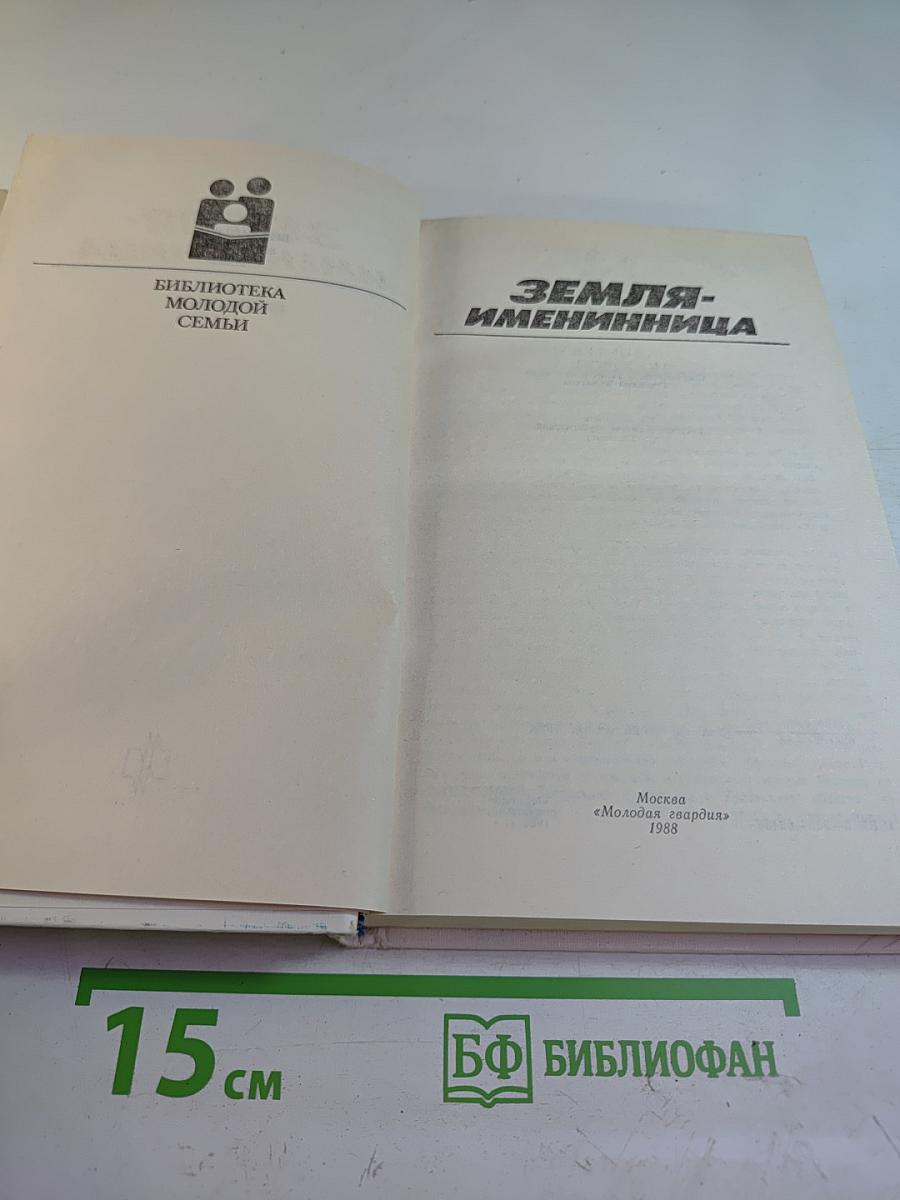 БИБЛИОТЕКА
МОЛОДОЙ
СЕМЬИ
ЗЕМЛЯ-
ИМЕНИННИЦА
Москва
«Молодая гвардия»
1988
15 см
БФ БИБЛИОФАН